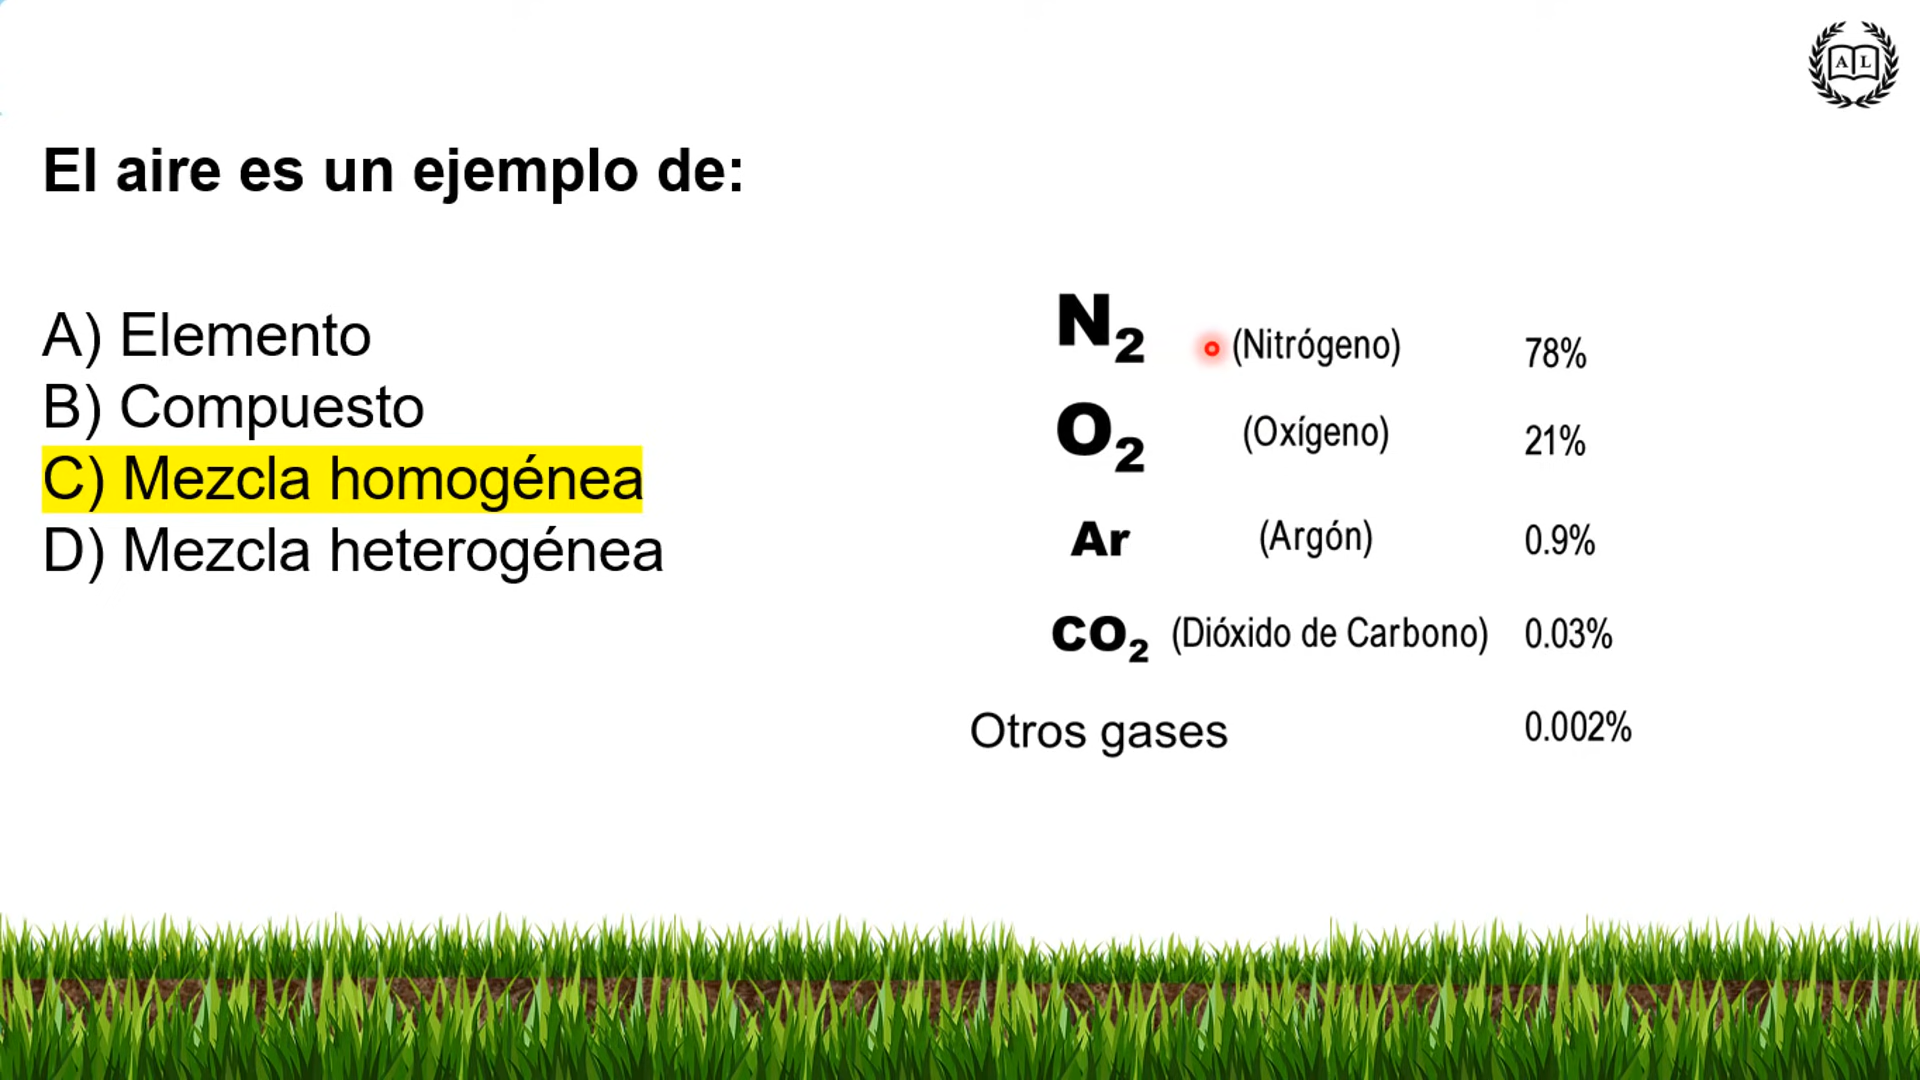 A L
El aire es un ejemplo de:
A) Elemento
B) Compuesto
C) Mezcla homogénea
D) Mezcla heterogénea
N₂ (Nitrógeno) 78%
O₂ (Oxígeno) 21%
Ar (Argón) 0.9%
CO₂ (Dióxido de Carbono) 0.03%
Otros gases 0.002%